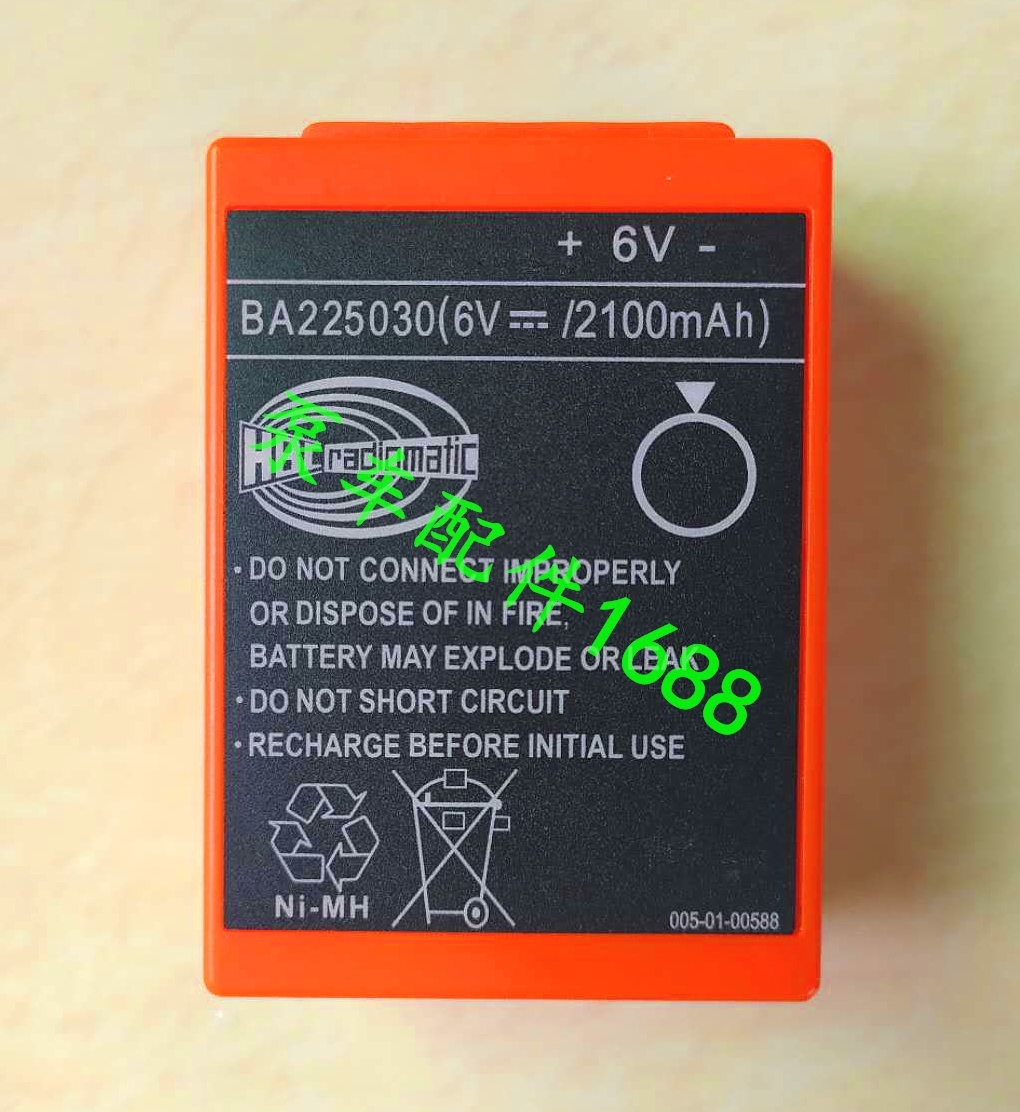 + 6V -
BA225030(6V⎓/2100mAh)
HBC radiomatic
泵车配件1688
• DO NOT CONNECT IMPROPERLY
OR DISPOSE OF IN FIRE,
BATTERY MAY EXPLODE OR LEAK
• DO NOT SHORT CIRCUIT
• RECHARGE BEFORE INITIAL USE
Ni-MH
005-01-00588